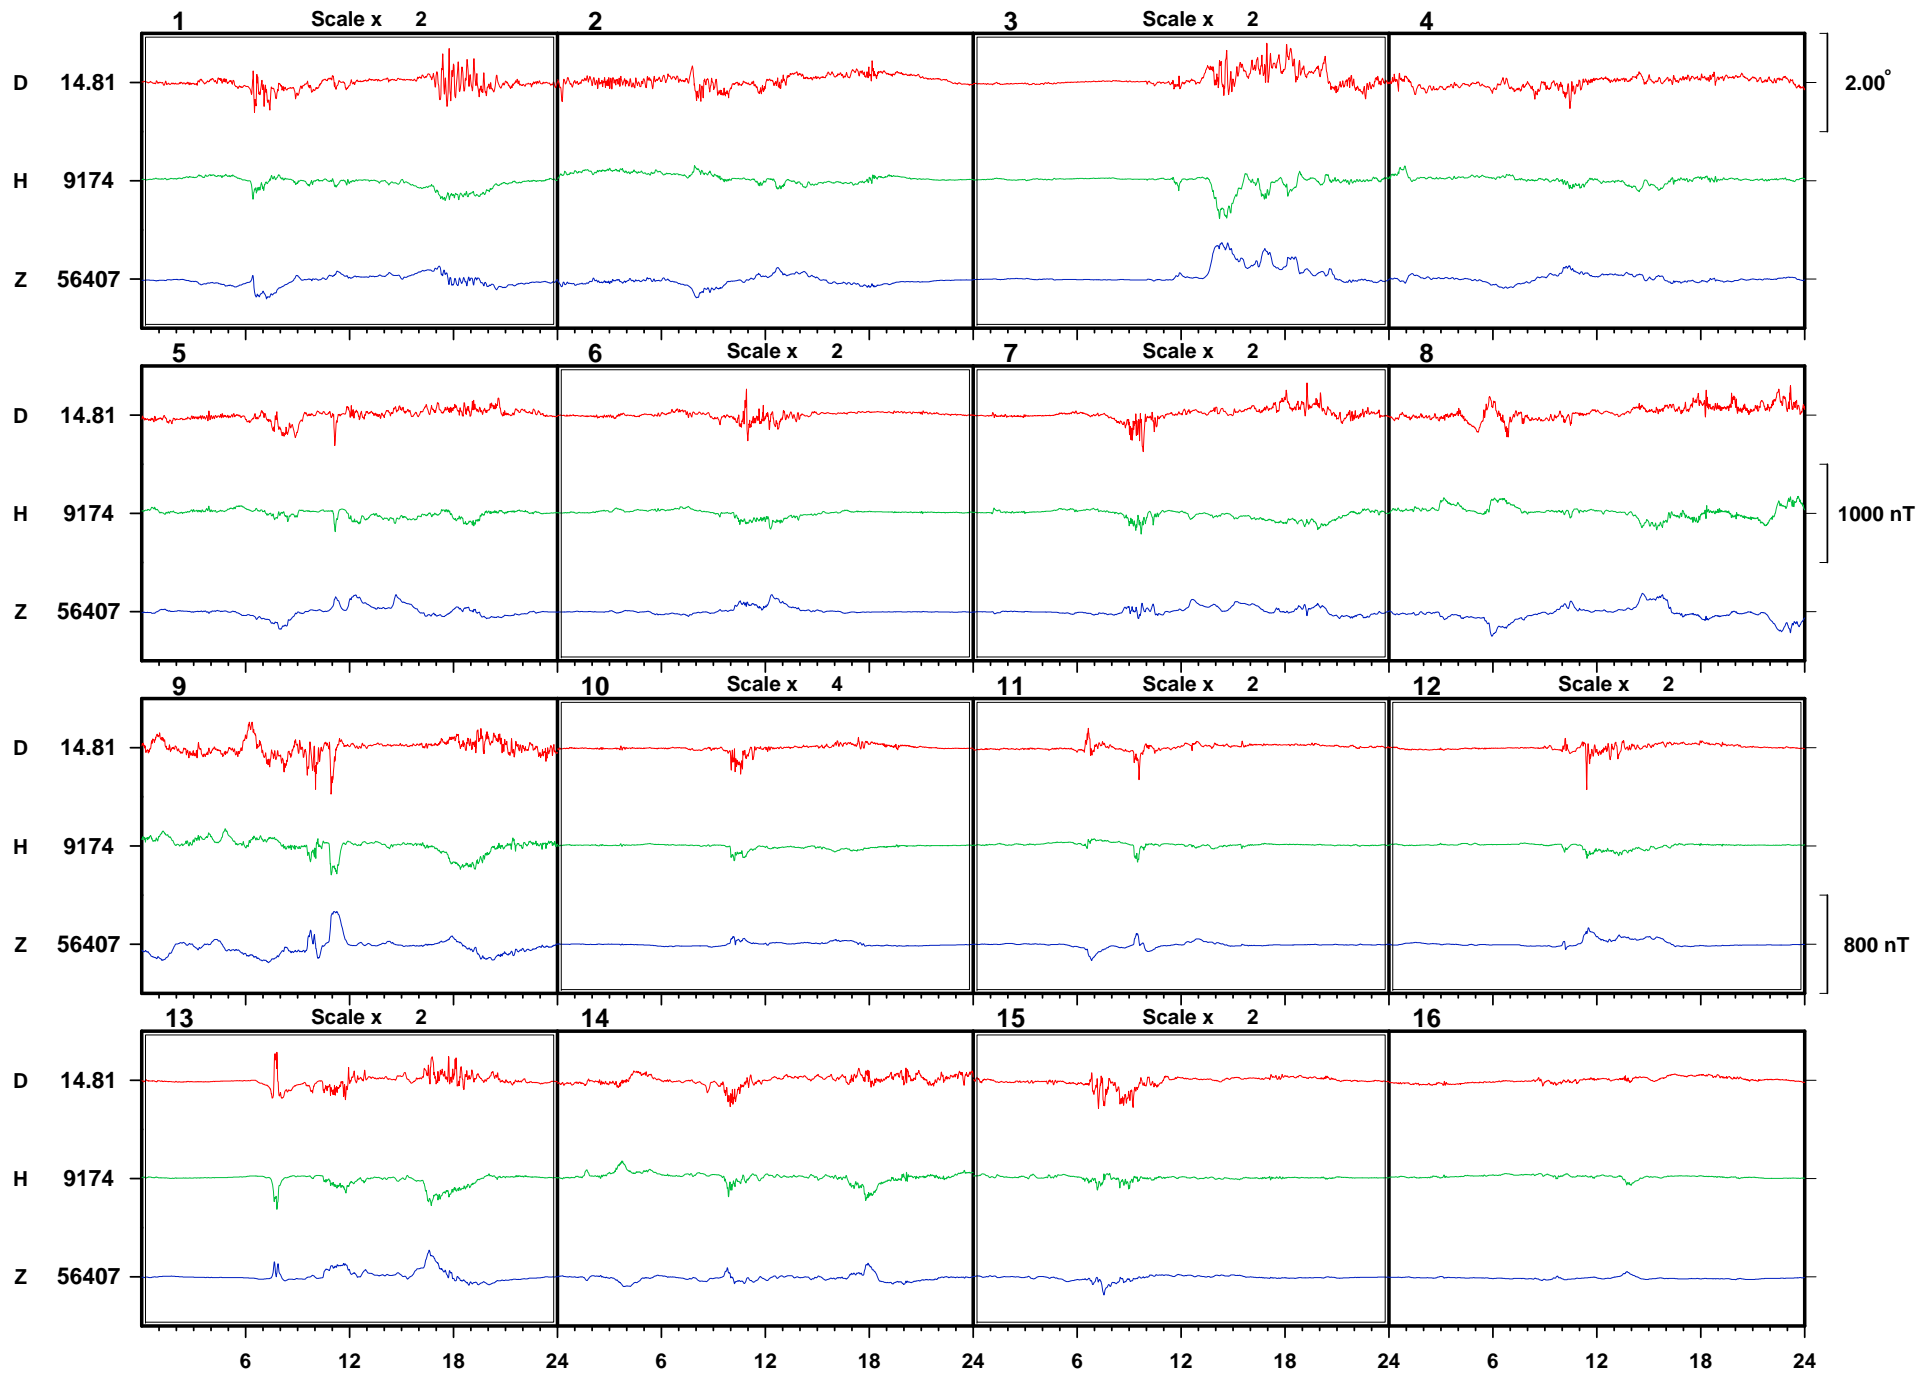 1 Scale x 2 2 3 Scale x 2 4
D 14.81 2.00°
H 9174
Z 56407
5 6 Scale x 2 7 Scale x 2 8
D 14.81
H 9174 1000 nT
Z 56407
9 10 Scale x 4 11 Scale x 2 12 Scale x 2
D 14.81
H 9174
Z 56407 800 nT
13 Scale x 2 14 15 Scale x 2 16
D 14.81
H 9174
Z 56407
6 12 18 24 6 12 18 24 6 12 18 24 6 12 18 24